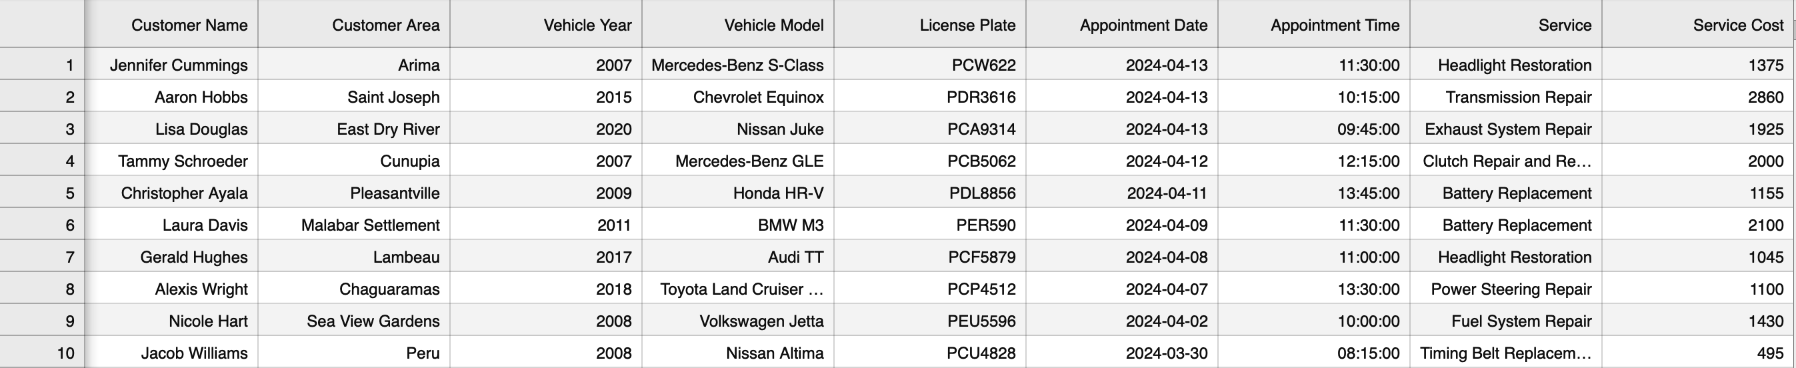 Customer Name Customer Area Vehicle Year Vehicle Model License Plate Appointment Date Appointment Time Service Service Cost
1 Jennifer Cummings Arima 2007 Mercedes-Benz S-Class PCW622 2024-04-13 11:30:00 Headlight Restoration 1375
2 Aaron Hobbs Saint Joseph 2015 Chevrolet Equinox PDR3616 2024-04-13 10:15:00 Transmission Repair 2860
3 Lisa Douglas East Dry River 2020 Nissan Juke PCA9314 2024-04-13 09:45:00 Exhaust System Repair 1925
4 Tammy Schroeder Cunupia 2007 Mercedes-Benz GLE PCB5062 2024-04-12 12:15:00 Clutch Repair and Re... 2000
5 Christopher Ayala Pleasantville 2009 Honda HR-V PDL8856 2024-04-11 13:45:00 Battery Replacement 1155
6 Laura Davis Malabar Settlement 2011 BMW M3 PER590 2024-04-09 11:30:00 Battery Replacement 2100
7 Gerald Hughes Lambeau 2017 Audi TT PCF5879 2024-04-08 11:00:00 Headlight Restoration 1045
8 Alexis Wright Chaguaramas 2018 Toyota Land Cruiser ... PCP4512 2024-04-07 13:30:00 Power Steering Repair 1100
9 Nicole Hart Sea View Gardens 2008 Volkswagen Jetta PEU5596 2024-04-02 10:00:00 Fuel System Repair 1430
10 Jacob Williams Peru 2008 Nissan Altima PCU4828 2024-03-30 08:15:00 Timing Belt Replacem... 495